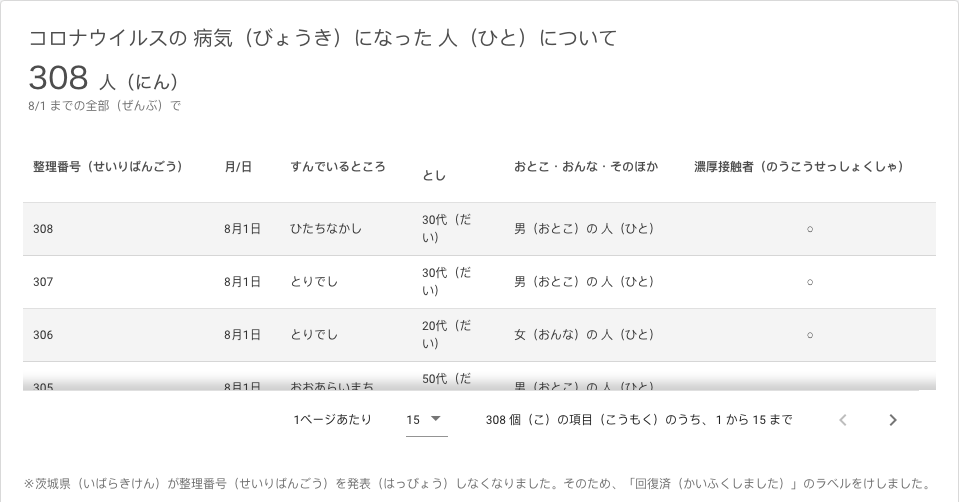 コロナウイルスの 病気（びょうき）になった 人（ひと）について
308 人（にん）
8/1 までの全部（ぜんぶ）で
整理番号（せいりばんごう） 月/日 すんでいるところ とし おとこ・おんな・そのほか 濃厚接触者（のうこうせっしょくしゃ）
308 8月1日 ひたちなかし 30代（だい） 男（おとこ）の 人（ひと） ○
307 8月1日 とりでし 30代（だい） 男（おとこ）の 人（ひと） ○
306 8月1日 とりでし 20代（だい） 女（おんな）の 人（ひと） ○
305 8月1日 おおあらいまち 50代（だ 男（おとこ）の 人（ひと）
1ページあたり 15 308 個（こ）の項目（こうもく）のうち、1 から 15 まで
※茨城県（いばらきけん）が整理番号（せいりばんごう）を発表（はっぴょう）しなくなりました。そのため、「回復済（かいふくしました）」のラベルをけしました。